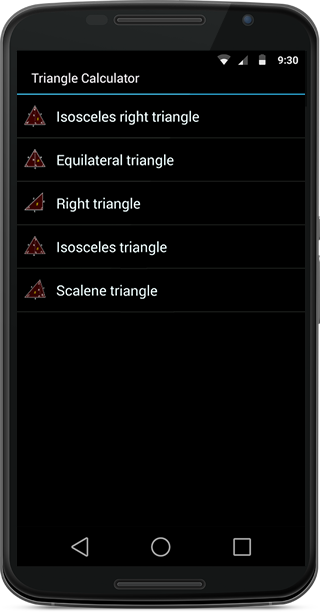 9:30
Triangle Calculator
Isosceles right triangle
Equilateral triangle
Right triangle
Isosceles triangle
Scalene triangle